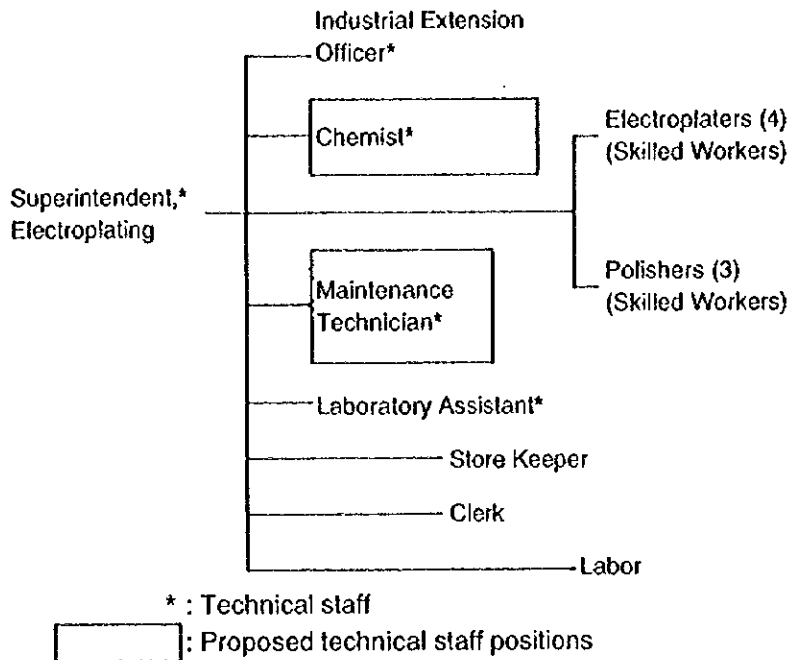 Industrial Extension
Officer*
Chemist*
Electroplaters (4)
(Skilled Workers)
Superintendent,*
Electroplating
Polishers (3)
(Skilled Workers)
Maintenance
Technician*
Laboratory Assistant*
Store Keeper
Clerk
Labor
* : Technical staff
: Proposed technical staff positions